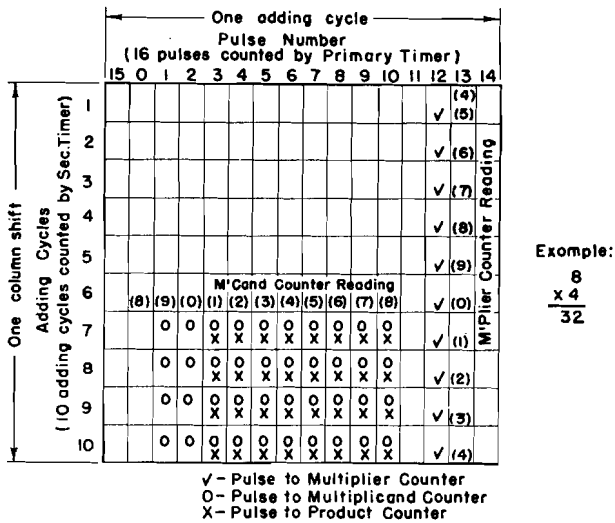 One adding cycle
Pulse Number
(16 pulses counted by Primary Timer)
15 0 1 2 3 4 5 6 7 8 9 10 11 12 13 14
One column shift
Adding Cycles
(10 adding cycles counted by Sec.Timer)
(4)
1 √ (5)
2 √ (6)
3 √ (7)
4 √ (8)
5 √ (9)
M'Cand Counter Reading
6 (8) (9) (0) (1) (2) (3) (4) (5) (6) (7) (8) √ (0)
7 O O O O O O O O O O
X X X X X X X X √ (1)
8 O O O O O O O O O O
X X X X X X X X √ (2)
9 O O O O O O O O O O
X X X X X X X X √ (3)
10 O O O O O O O O O O
X X X X X X X X √ (4)
M'Plier Counter Reading
Example:
8
x 4
32
√ - Pulse to Multiplier Counter
O - Pulse to Multiplicand Counter
X - Pulse to Product Counter